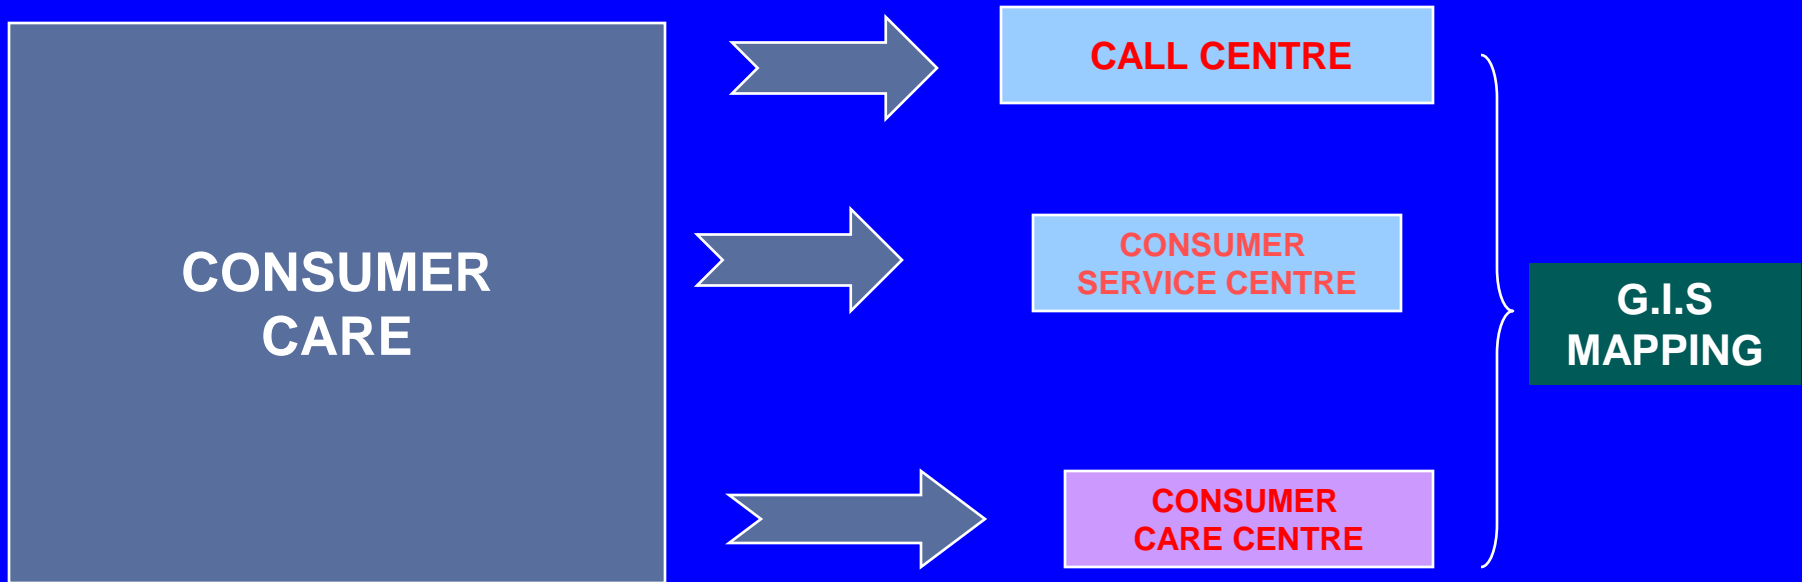 CONSUMER
CARE
CALL CENTRE
CONSUMER
SERVICE CENTRE
CONSUMER
CARE CENTRE
G.I.S
MAPPING